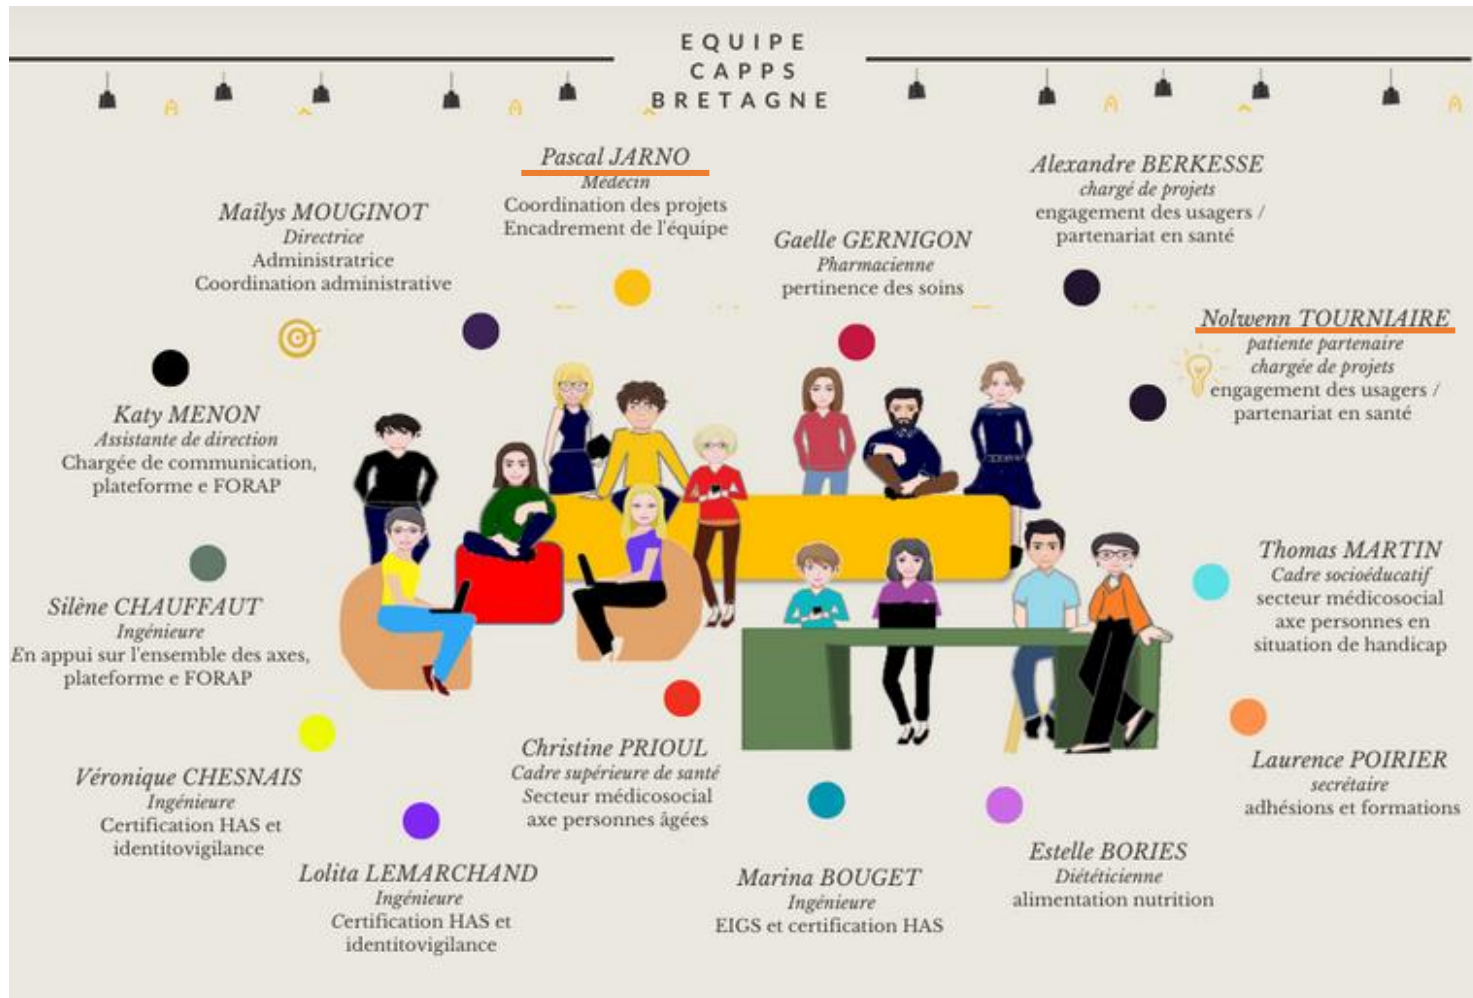 EQUIPE
CAPPS
BRETAGNE
Pascal JARNO
Médecin
Coordination des projets
Encadrement de l'équipe
Alexandre BERKESSE
chargé de projets
engagement des usagers /
partenariat en santé
Maïlys MOUGINOT
Directrice
Administratrice
Coordination administrative
Gaelle GERNIGON
Pharmacienne
pertinence des soins
Nolwenn TOURNIAIRE
patiente partenaire
chargée de projets
engagement des usagers /
partenariat en santé
Katy MENON
Assistante de direction
Chargée de communication,
plateforme e FORAP
Thomas MARTIN
Cadre socioéducatif
secteur médicosocial
axe personnes en
situation de handicap
Silène CHAUFFAUT
Ingénieure
En appui sur l'ensemble des axes,
plateforme e FORAP
Christine PRIOUL
Cadre supérieure de santé
Secteur médicosocial
axe personnes âgées
Laurence POIRIER
secrétaire
adhésions et formations
Véronique CHESNAIS
Ingénieure
Certification HAS et
identitovigilance
Lolita LEMARCHAND
Ingénieure
Certification HAS et
identitovigilance
Marina BOUGET
Ingénieure
EIGS et certification HAS
Estelle BORIES
Diététicienne
alimentation nutrition